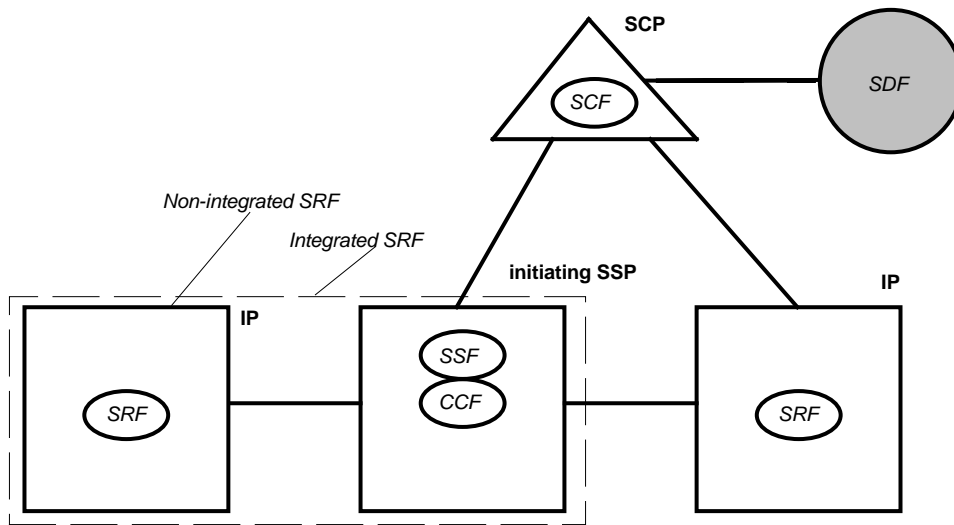 SCP
SCF
SDF
Non-integrated SRF
Integrated SRF
initiating SSP
IP
IP
SSF
SRF
CCF
SRF